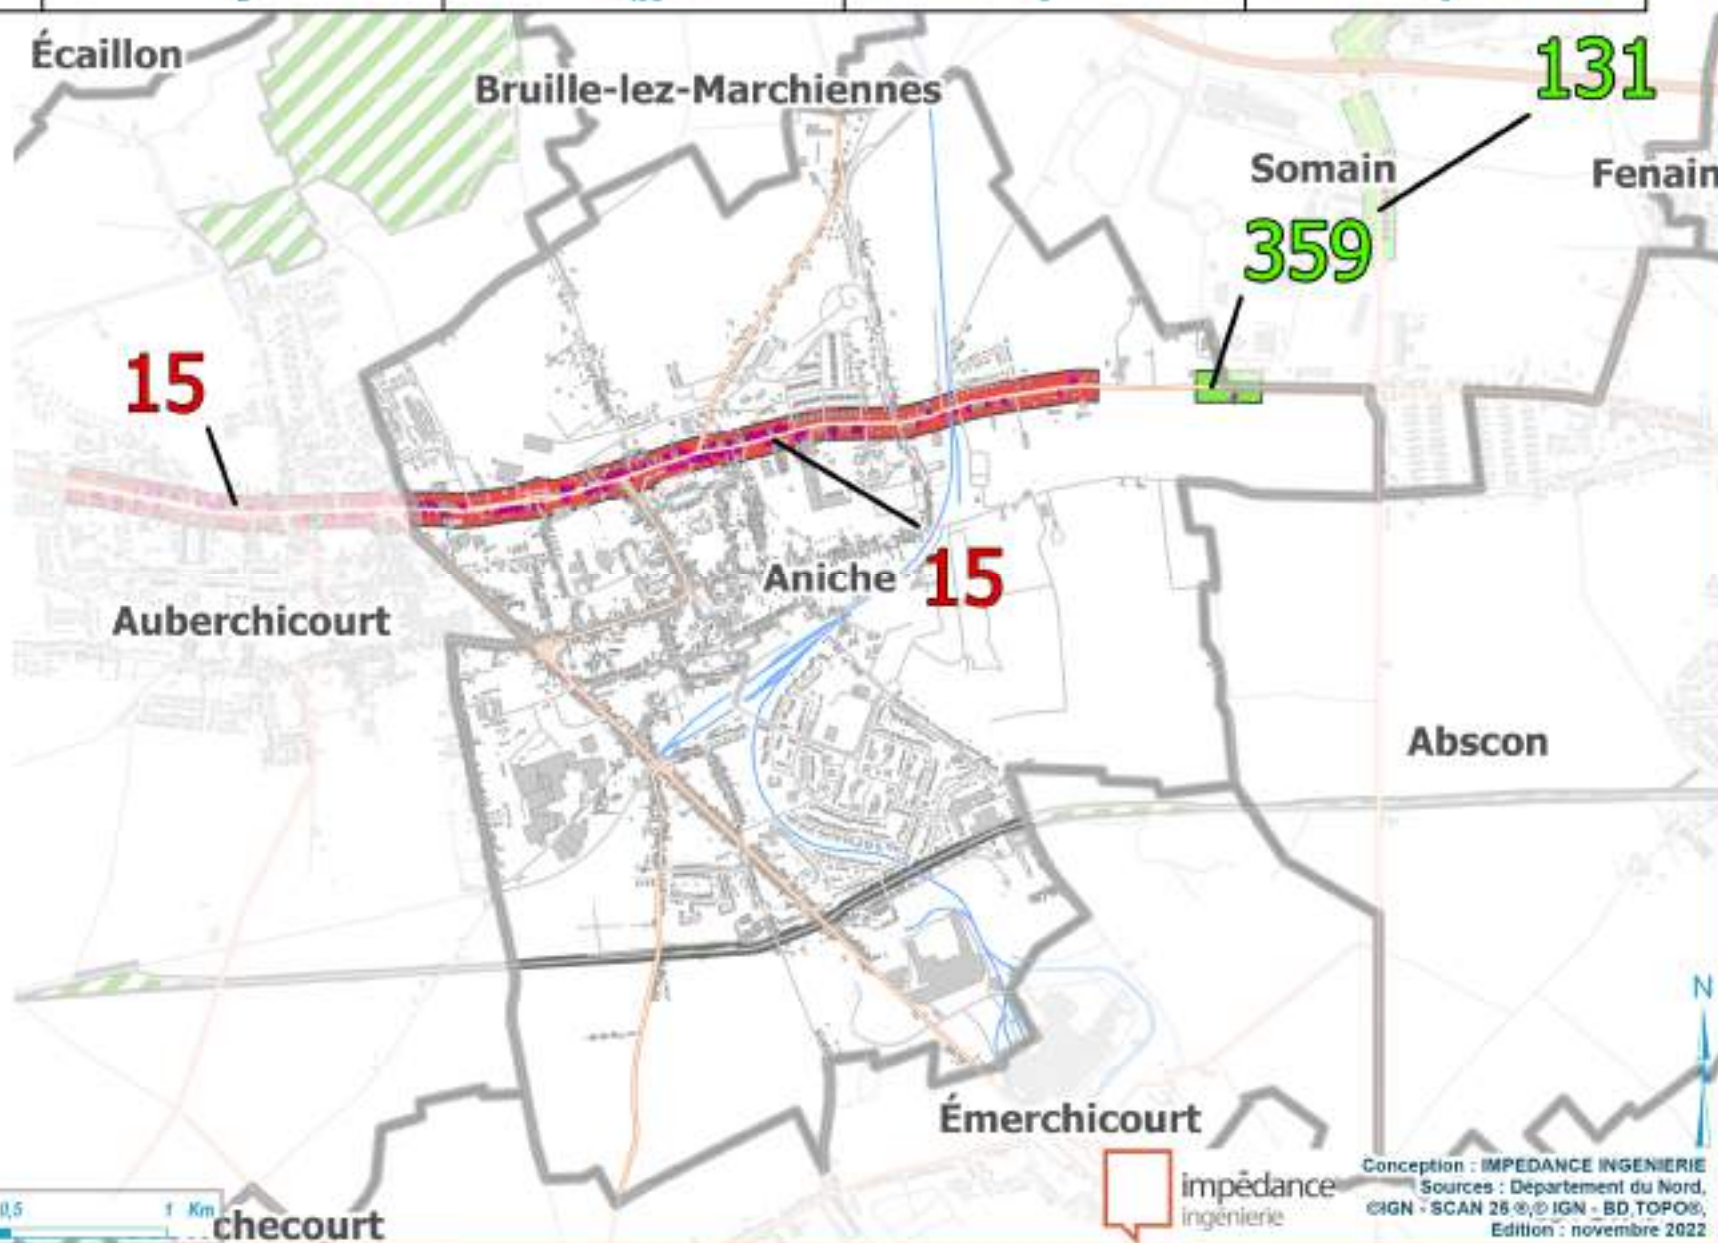 Écaillon
Bruille-lez-Marchiennes
131
Somain
Fenain
359
15
Aniche
15
Auberchicourt
Abscon
N
Émerchicourt
impédance
ingénierie
Conception : IMPEDANCE INGENIERIE
Sources : Département du Nord,
©IGN - SCAN 25 ®,© IGN - BD TOPO®,
Edition : novembre 2022
0,5 1 Km
checourt